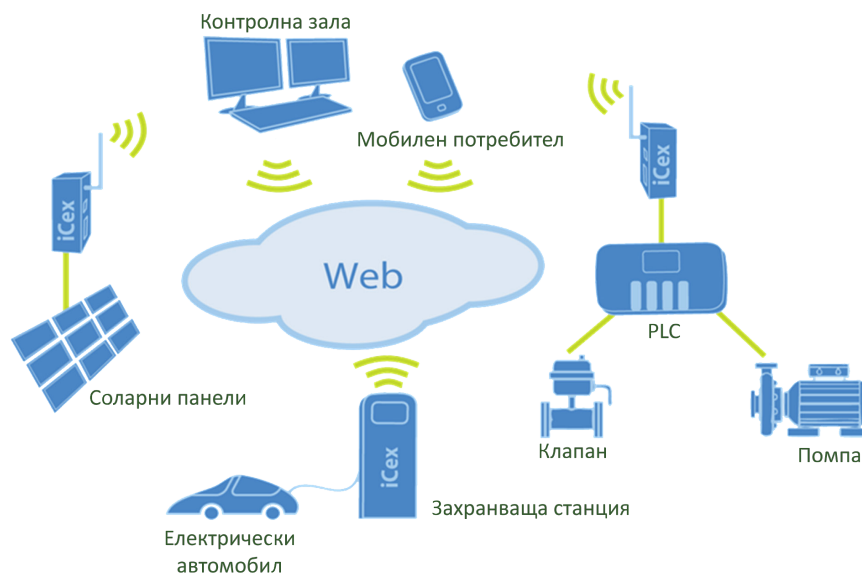 Контролна зала
Мобилен потребител
iCex
iCex
Web
PLC
Соларни панели
Клапан
Помпа
iCex
Захранваща станция
Електрически
автомобил